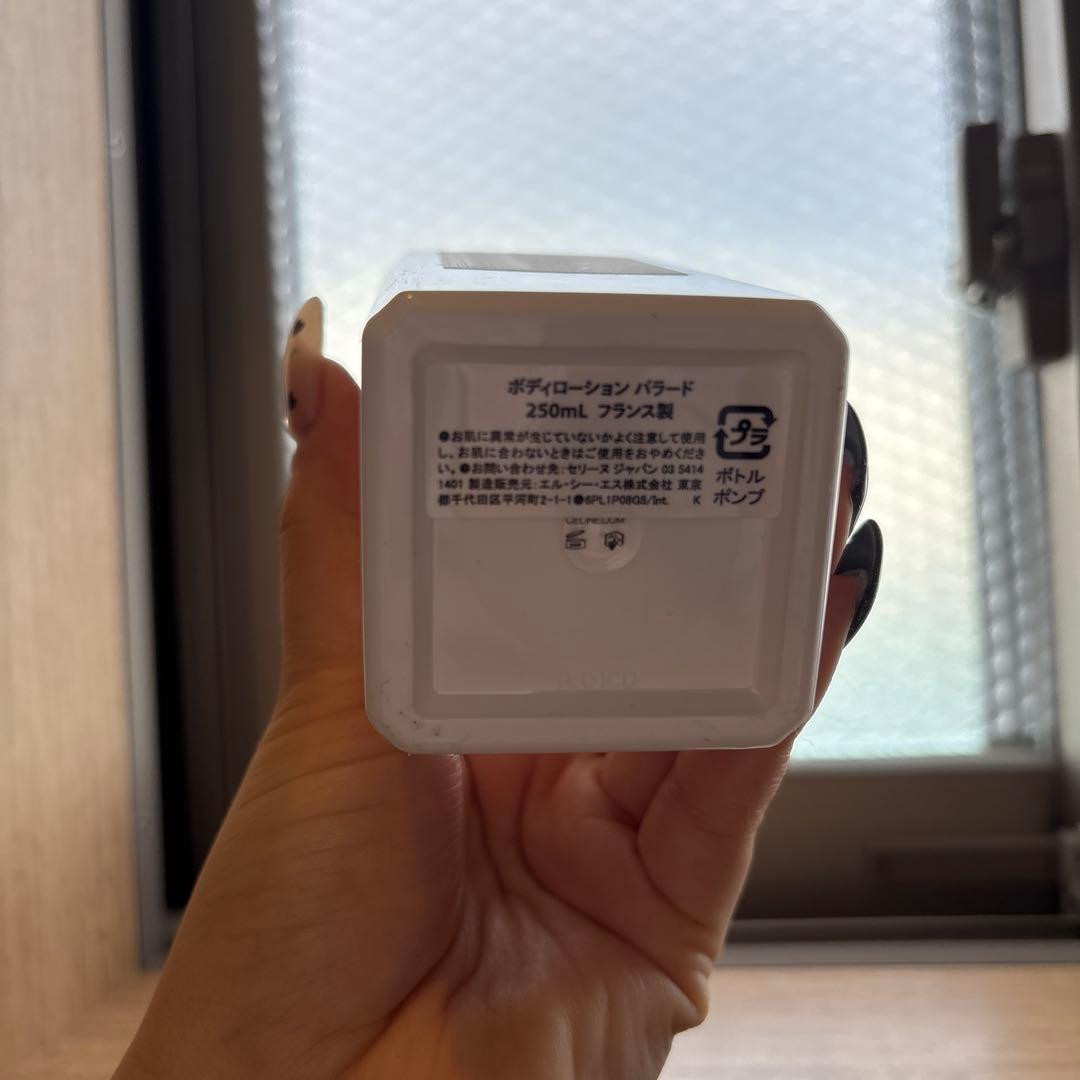 ボディローション パラード
250mL フランス製
●お肌に異常が生じていないかよく注意して使用
し、お肌に合わないときはご使用をおやめくださ
い。●お問い合わせ先：セリーヌ ジャパン 03 5414
1401 製造販売元：エル・シー・エス株式会社 東京
都千代田区平河町2-1-1●6PL1P08G5/Int. K
プラ
ボトル
ポンプ
CELINE.COM